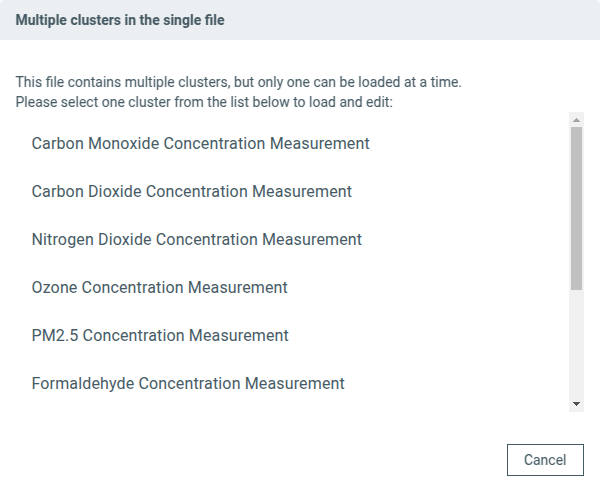 Multiple clusters in the single file
This file contains multiple clusters, but only one can be loaded at a time.
Please select one cluster from the list below to load and edit:
Carbon Monoxide Concentration Measurement
Carbon Dioxide Concentration Measurement
Nitrogen Dioxide Concentration Measurement
Ozone Concentration Measurement
PM2.5 Concentration Measurement
Formaldehyde Concentration Measurement
Cancel